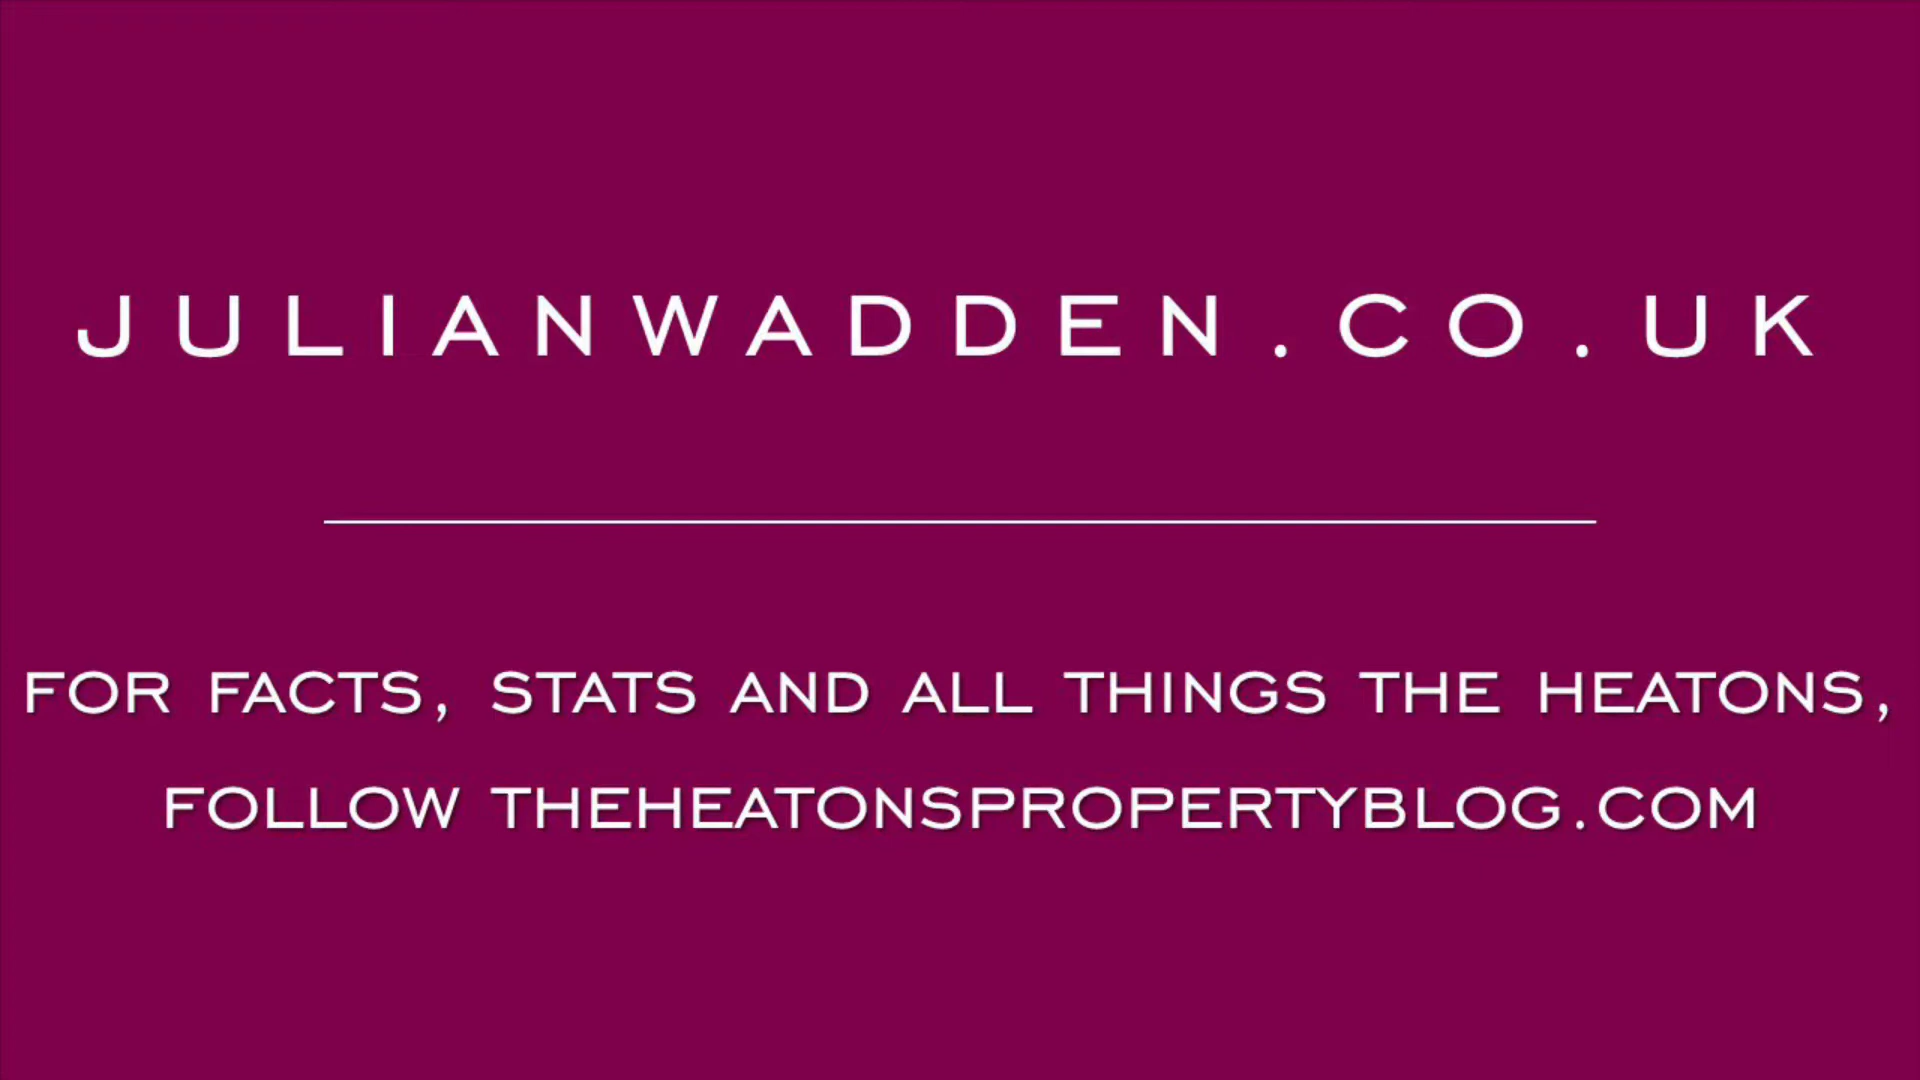 JULIANWADDEN.CO.UK
FOR FACTS, STATS AND ALL THINGS THE HEATONS,
FOLLOW THEHEATONSPROPERTYBLOG.COM